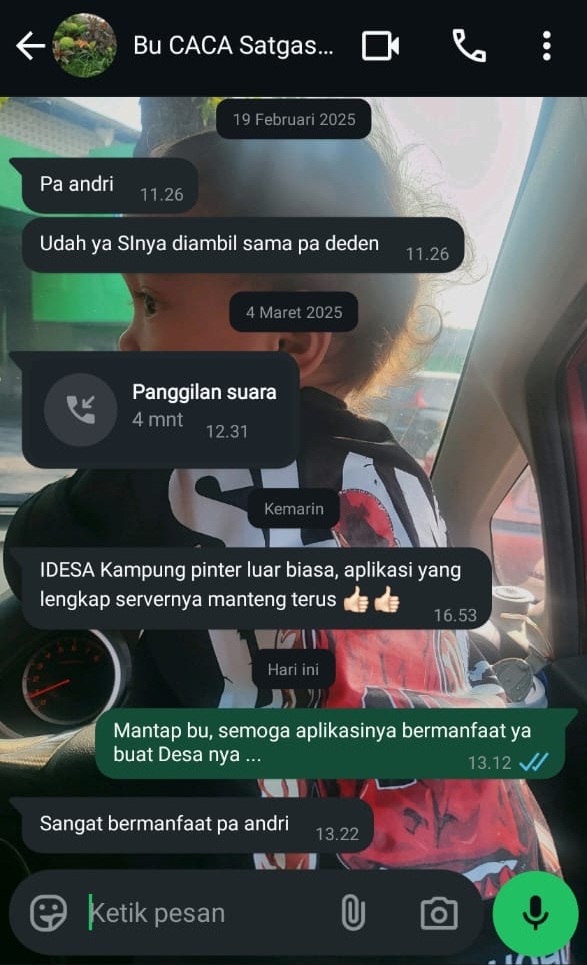 Bu CACA Satgas...
19 Februari 2025
Pa andri
11.26
Udah ya SInya diambil sama pa deden
11.26
4 Maret 2025
Panggilan suara
4 mnt
12.31
Kemarin
IDESA Kampung pinter luar biasa, aplikasi yang
lengkap servernya manteng terus 👍🏻👍🏻
16.53
Hari ini
Mantap bu, semoga aplikasinya bermanfaat ya
buat Desa nya ...
13.12
Sangat bermanfaat pa andri
13.22
Ketik pesan